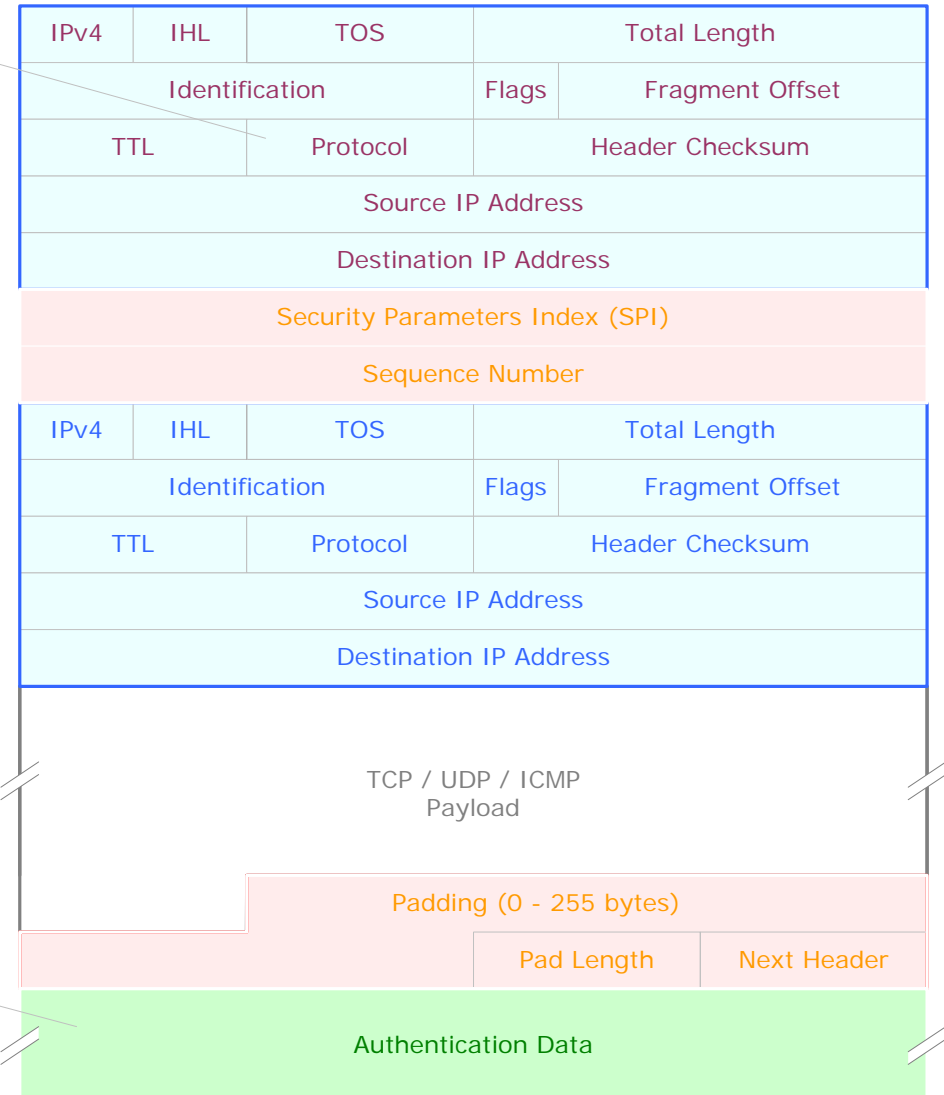 IPv4 IHL TOS Total Length
Identification Flags Fragment Offset
TTL Protocol Header Checksum
Source IP Address
Destination IP Address
Security Parameters Index (SPI)
Sequence Number
IPv4 IHL TOS Total Length
Identification Flags Fragment Offset
TTL Protocol Header Checksum
Source IP Address
Destination IP Address
TCP / UDP / ICMP
Payload
Padding (0 - 255 bytes)
Pad Length Next Header
Authentication Data